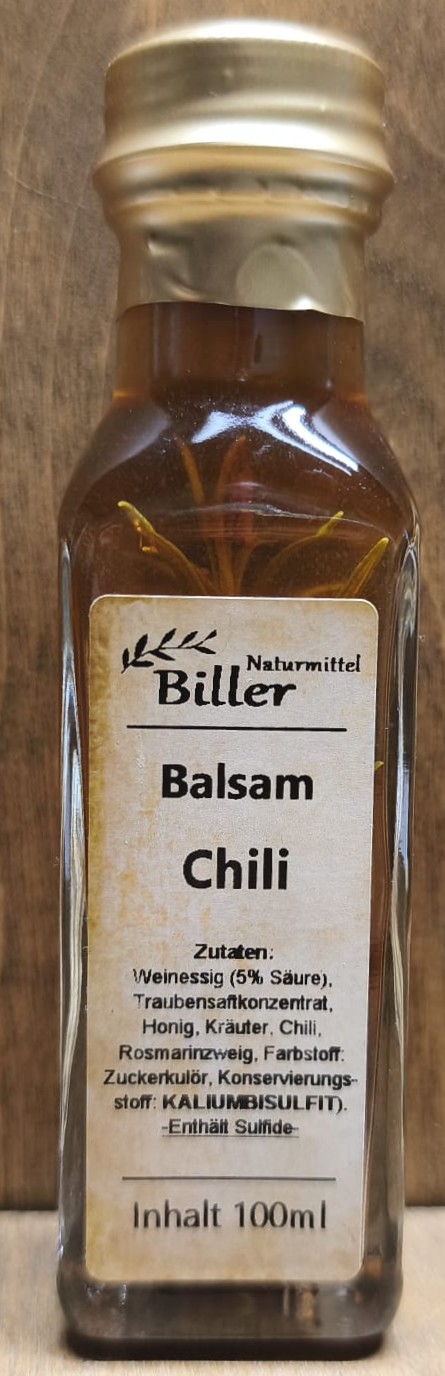 Naturmittel
Biller
Balsam
Chili
Zutaten:
Weinessig (5% Säure),
Traubensaftkonzentrat,
Honig, Kräuter, Chili,
Rosmarinzweig, Farbstoff:
Zuckerkulör, Konservierungs-
stoff: KALIUMBISULFIT).
-Enthält Sulfide-
Inhalt 100ml